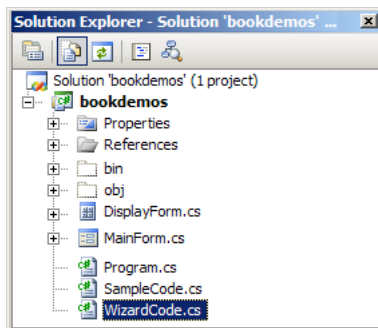 Solution Explorer - Solution 'bookdemos' ...
Solution 'bookdemos' (1 project)
bookdemos
Properties
References
bin
obj
DisplayForm.cs
MainForm.cs
Program.cs
SampleCode.cs
WizardCode.cs